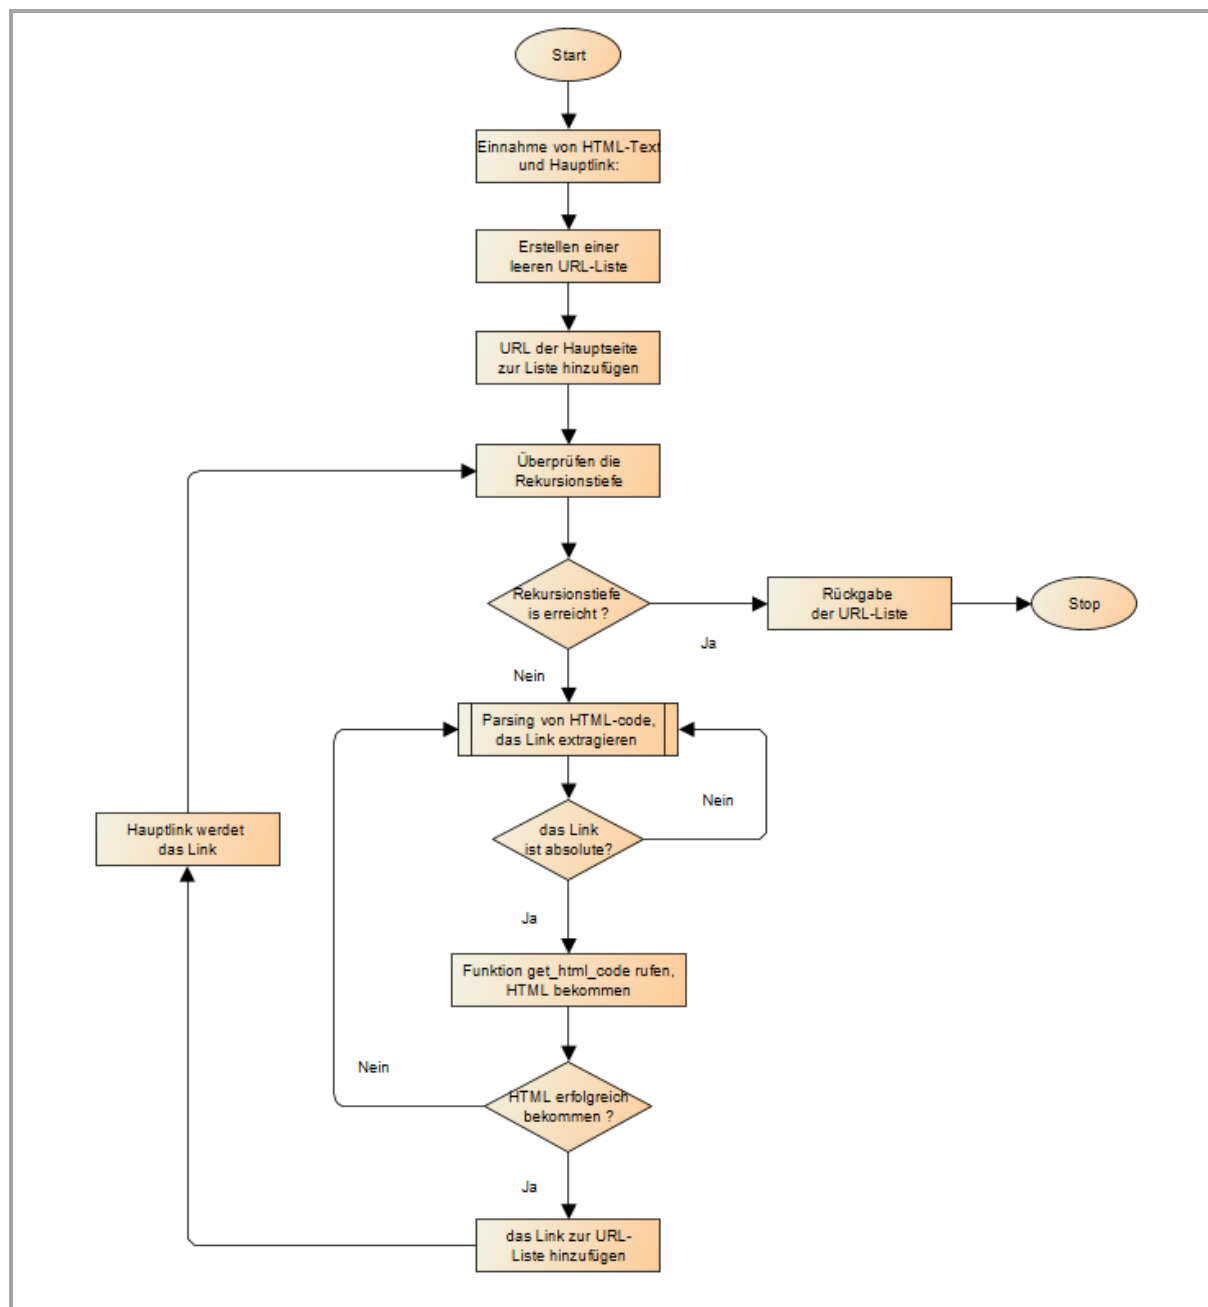 Start
Einnahme von HTML-Text
und Hauptlink:
Erstellen einer
leeren URL-Liste
URL der Hauptseite
zur Liste hinzufügen
Überprüfen die
Rekursionstiefe
Rekursionstiefe
is erreicht ?
Rückgabe
der URL-Liste
Stop
Ja
Nein
Parsing von HTML-code,
das Link extragieren
Nein
das Link
ist absolute?
Hauptlink werdet
das Link
Ja
Funktion get_html_code rufen,
HTML bekommen
Nein
HTML erfolgreich
bekommen ?
Ja
das Link zur URL-
Liste hinzufügen